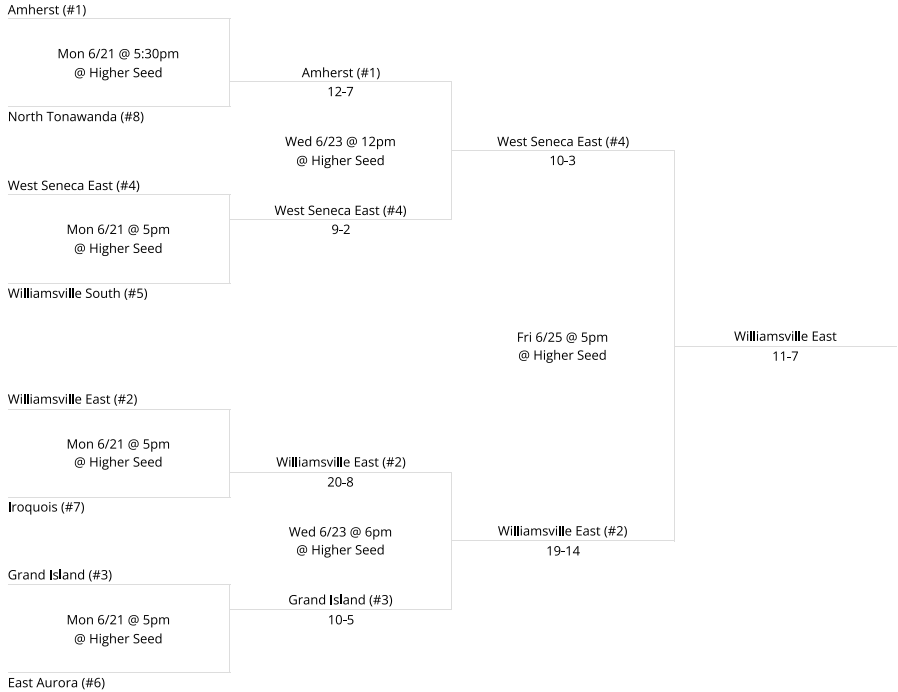 Amherst (#1)
Mon 6/21 @ 5:30pm
@ Higher Seed
North Tonawanda (#8)
Amherst (#1)
12-7
Wed 6/23 @ 12pm
@ Higher Seed
West Seneca East (#4)
10-3
West Seneca East (#4)
Mon 6/21 @ 5pm
@ Higher Seed
Williamsville South (#5)
West Seneca East (#4)
9-2
Fri 6/25 @ 5pm
@ Higher Seed
Williamsville East
11-7
Williamsville East (#2)
Mon 6/21 @ 5pm
@ Higher Seed
Iroquois (#7)
Williamsville East (#2)
20-8
Wed 6/23 @ 6pm
@ Higher Seed
Williamsville East (#2)
19-14
Grand Island (#3)
Mon 6/21 @ 5pm
@ Higher Seed
East Aurora (#6)
Grand Island (#3)
10-5